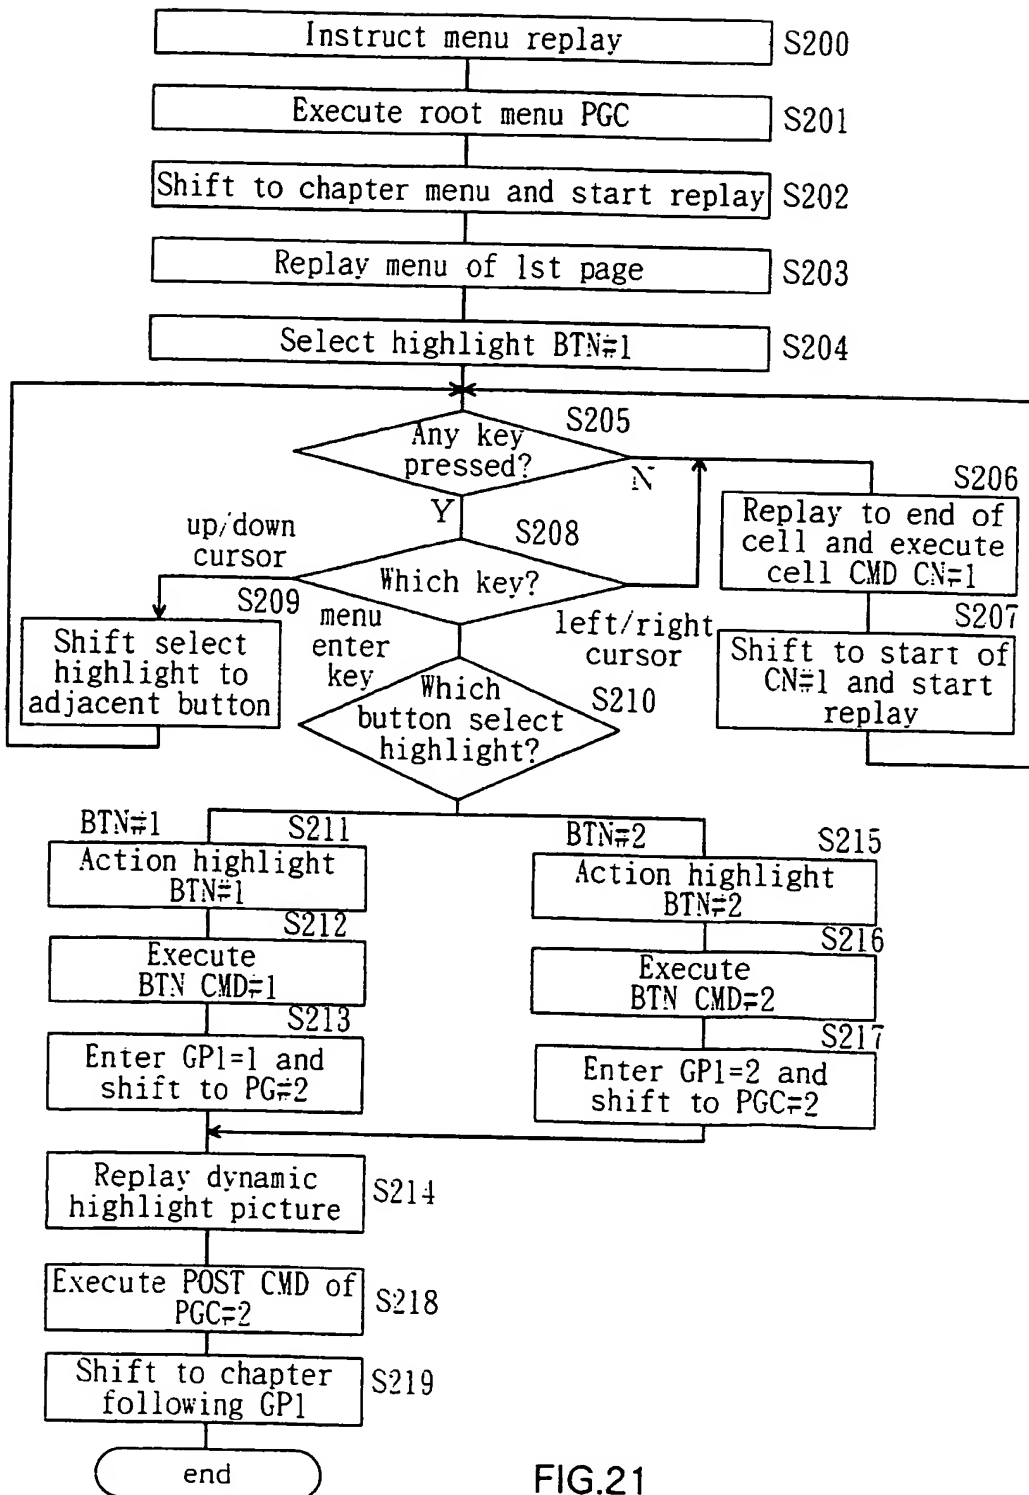 Instruct menu replay S200
Execute root menu PGC S201
Shift to chapter menu and start replay S202
Replay menu of 1st page S203
Select highlight BTN#1 S204
S205
Any key
pressed?
N
Y
S206
Replay to end of
cell and execute
cell CMD CN#1
S207
Shift to start of
CN#1 and start
replay
up/down
cursor
S208
Which key?
S209
Shift select
highlight to
adjacent button
menu
enter
key
left/right
cursor
S210
Which
button select
highlight?
BTN#1
S211
Action highlight
BTN#1
S212
Execute
BTN CMD#1
S213
Enter GP1=1 and
shift to PG#2
BTN#2
S215
Action highlight
BTN#2
S216
Execute
BTN CMD#2
S217
Enter GP1=2 and
shift to PGC#2
Replay dynamic
highlight picture
S214
Execute POST CMD of
PGC#2
S218
Shift to chapter
following GP1
S219
end
FIG.21